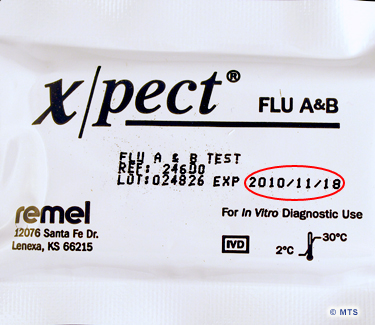 x/pect® FLU A&B
FLU A & B TEST
REF: 24600
LOT:024826 EXP 2010/11/18
remel
12076 Santa Fe Dr.
Lenexa, KS 66215
For In Vitro Diagnostic Use
IVD
2°C
30°C
© MTS